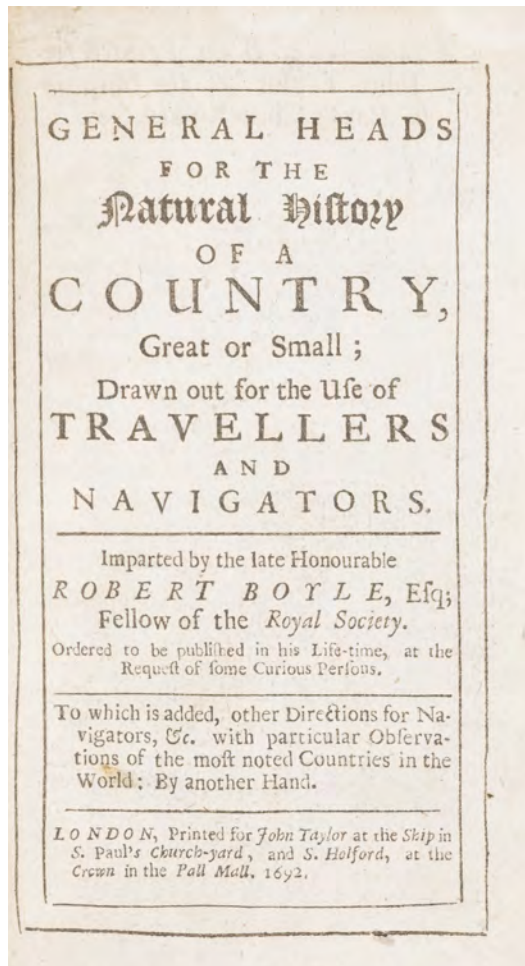 GENERAL HEADS
FOR THE
Natural Hiſtory
OF A
COUNTRY,
Great or Small ;
Drawn out for the Uſe of
TRAVELLERS
AND
NAVIGATORS.
Imparted by the late Honourable
ROBERT BOYLE, Eſq;
Fellow of the Royal Society.
Ordered to be publiſhed in his Life-time, at the
Requeſt of ſome Curious Perſons.
To which is added, other Directions for Na-
vigators, &c. with particular Obſerva-
tions of the moſt noted Countries in the
World : By another Hand.
LONDON, Printed for John Taylor at the Ship in
S. Paul's Church-yard, and S. Holford, at the
Crown in the Pall Mall, 1692.